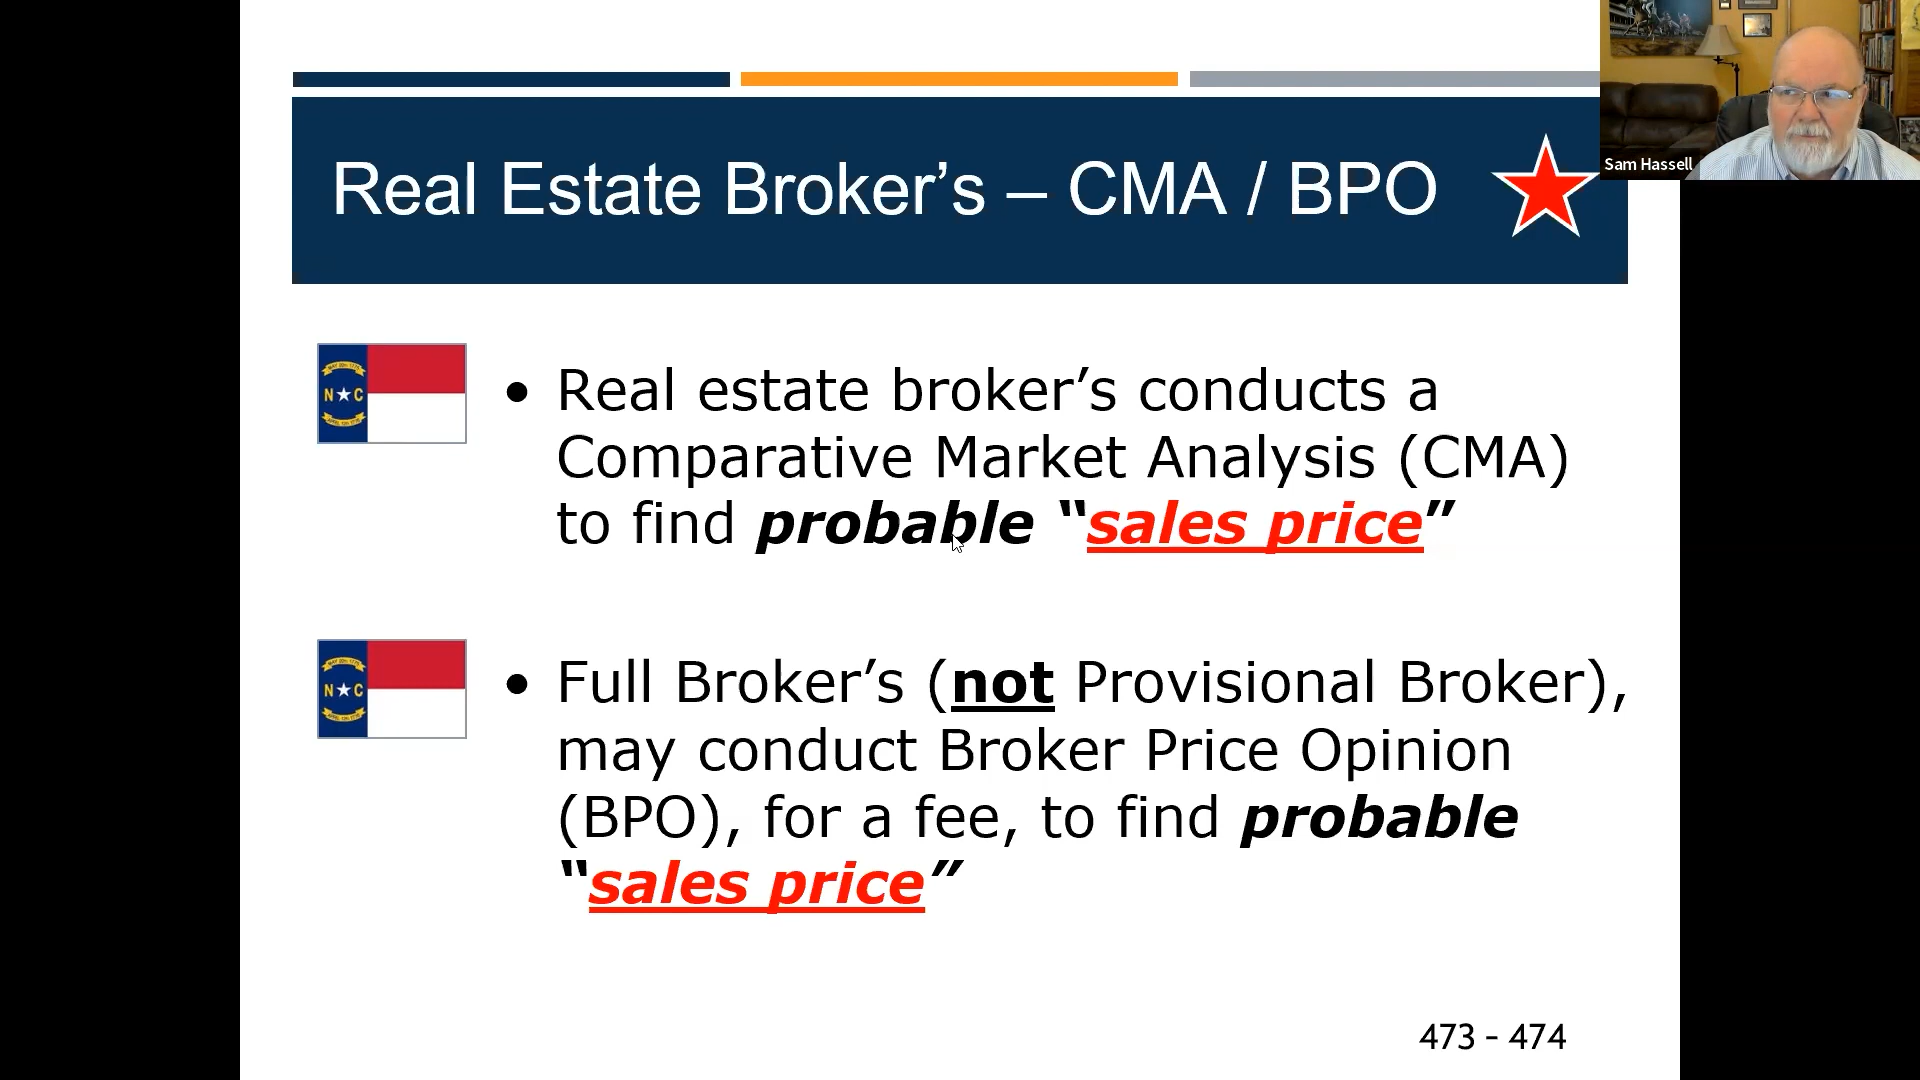 Real Estate Broker’s – CMA / BPO
Sam Hassell
N C
• Real estate broker’s conducts a
Comparative Market Analysis (CMA)
to find probable “sales price”
N C
• Full Broker’s (not Provisional Broker),
may conduct Broker Price Opinion
(BPO), for a fee, to find probable
“sales price”
473 - 474